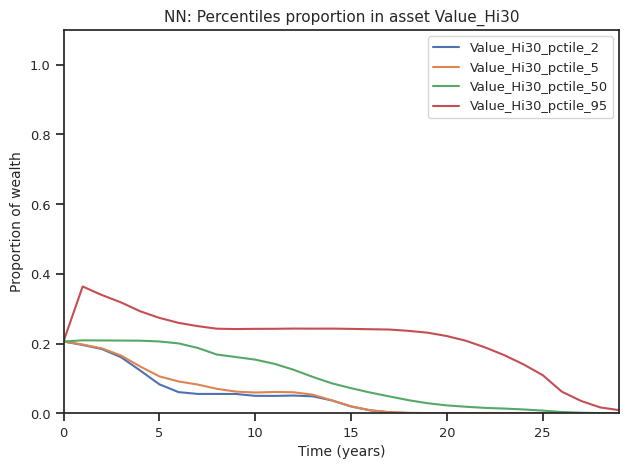 NN: Percentiles proportion in asset Value_Hi30
Value_Hi30_pctile_2
Value_Hi30_pctile_5
Value_Hi30_pctile_50
Value_Hi30_pctile_95
Proportion of wealth
1.0
0.8
0.6
0.4
0.2
0.0
0 5 10 15 20 25
Time (years)